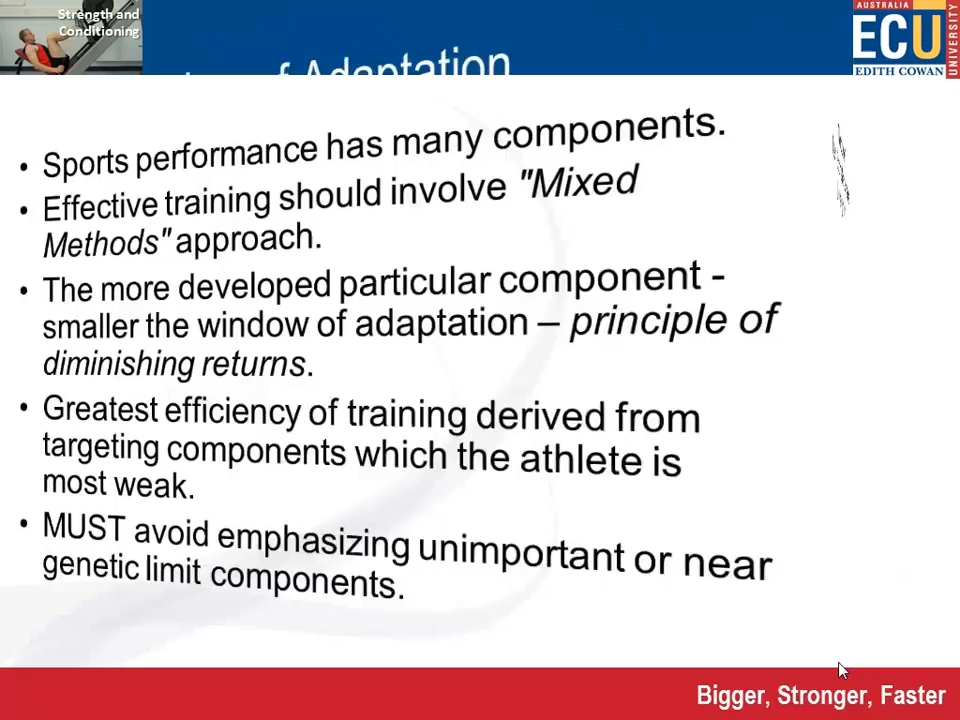 Strength and
Conditioning
of Adaptation
AUSTRALIA
ECU
EDITH COWAN
UNIVERSITY
• Sports performance has many components.
• Effective training should involve "Mixed
Methods" approach.
• The more developed particular component -
smaller the window of adaptation – principle of
diminishing returns.
• Greatest efficiency of training derived from
targeting components which the athlete is
most weak.
• MUST avoid emphasizing unimportant or near
genetic limit components.
Bigger, Stronger, Faster